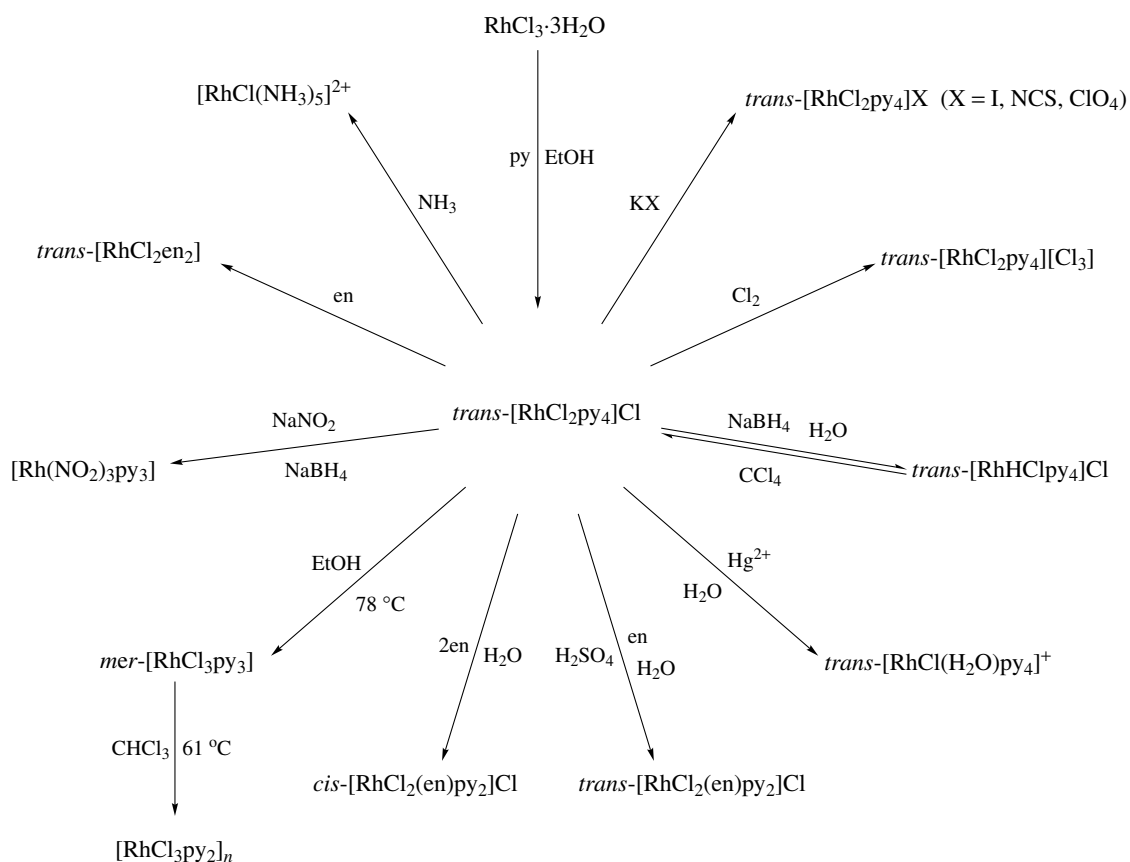 RhCl₃·3H₂O
[RhCl(NH₃)₅]²⁺
trans-[RhCl₂py₄]X (X = I, NCS, ClO₄)
py EtOH
NH₃
KX
trans-[RhCl₂en₂]
trans-[RhCl₂py₄][Cl₃]
en
Cl₂
trans-[RhCl₂py₄]Cl
NaNO₂
NaBH₄ H₂O
[Rh(NO₂)₃py₃]
NaBH₄
CCl₄
trans-[RhHClpy₄]Cl
EtOH
78 °C
Hg²⁺
H₂O
2en H₂O
en
H₂SO₄ H₂O
mer-[RhCl₃py₃]
trans-[RhCl(H₂O)py₄]⁺
CHCl₃ 61 °C
cis-[RhCl₂(en)py₂]Cl
trans-[RhCl₂(en)py₂]Cl
[RhCl₃py₂]ₙ